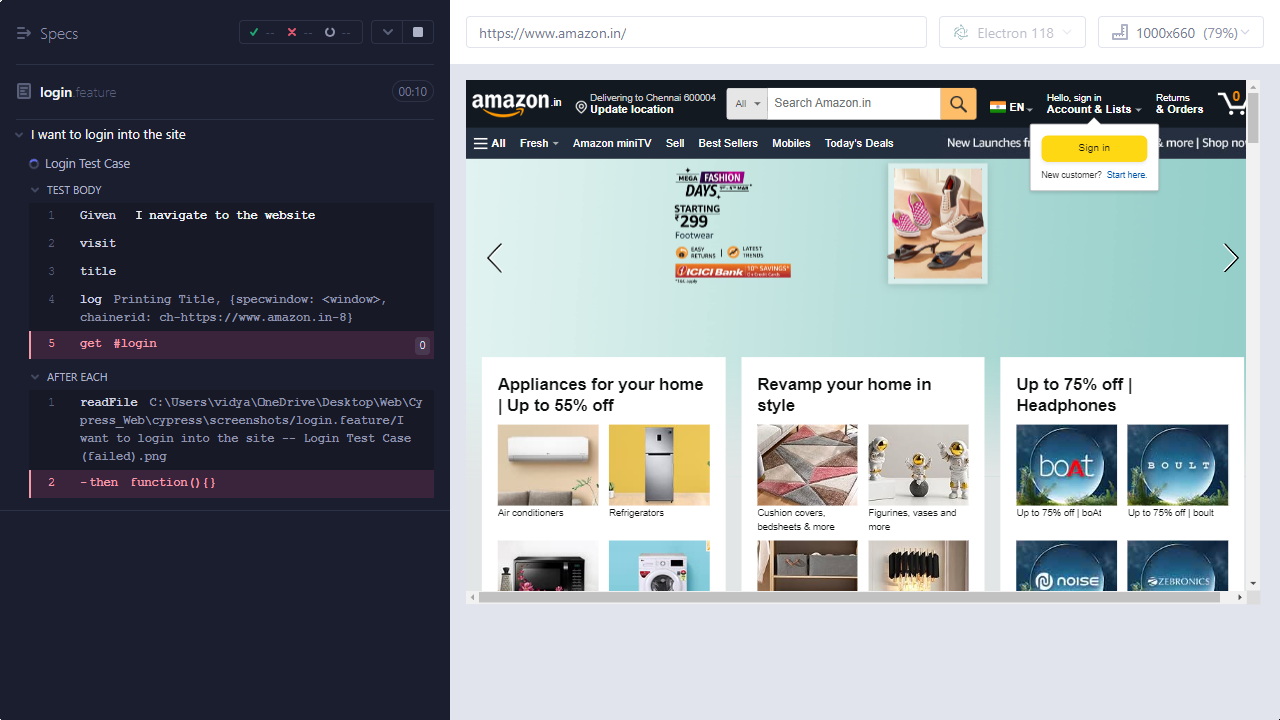 Specs
--
--
--
login.feature
00:10
I want to login into the site
Login Test Case
TEST BODY
1 Given I navigate to the website
2 visit
3 title
4 log Printing Title, {specwindow: <window>,
chainerid: ch-https://www.amazon.in-8}
5 get #login 0
AFTER EACH
1 readFile C:\Users\vidya\OneDrive\Desktop\Web\Cy
press_Web\cypress\screenshots/login.feature/I
want to login into the site -- Login Test Case
(failed).png
2 -then function(){}
https://www.amazon.in/
Electron 118
1000x660 (79%)
amazon.in
Delivering to Chennai 600004
Update location
All
Search Amazon.in
EN
Hello, sign in
Account & Lists
Returns
& Orders
0
All
Fresh
Amazon miniTV
Sell
Best Sellers
Mobiles
Today's Deals
New Launches
& more | Shop
Sign in
New customer? Start here.
MEGA FASHION
DAYS
STARTING
₹299
Footwear
EASY
RETURNS
LATEST
TRENDS
ICICI Bank
10% SAVINGS*
Appliances for your home
| Up to 55% off
Air conditioners
Refrigerators
Revamp your home in
style
Cushion covers,
bedsheets & more
Figurines, vases and
more
Up to 75% off |
Headphones
boAt
BOULT
Up to 75% off | boAt
Up to 75% off | boult
NOISE
ZEBRONICS